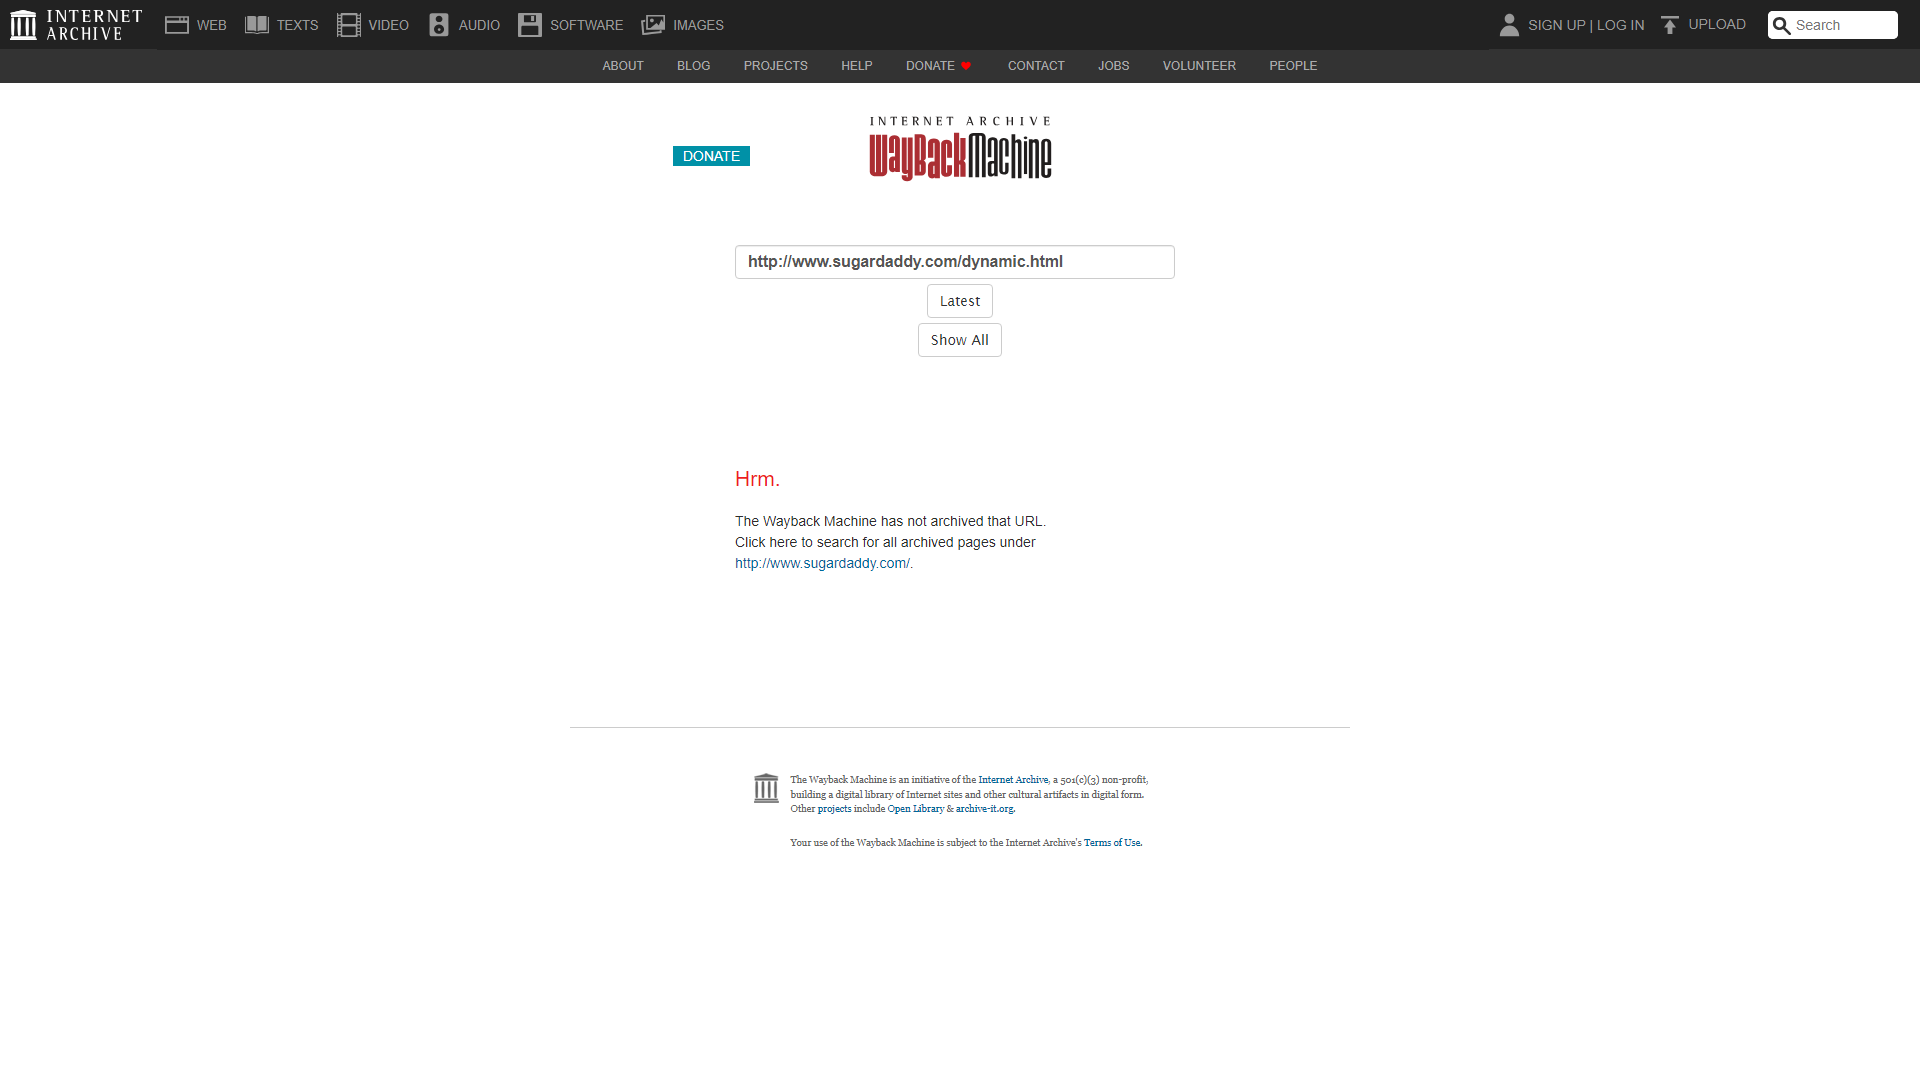 INTERNET ARCHIVE
WEB TEXTS VIDEO AUDIO SOFTWARE IMAGES SIGN UP | LOG IN UPLOAD Search
ABOUT BLOG PROJECTS HELP DONATE CONTACT JOBS VOLUNTEER PEOPLE
INTERNET ARCHIVE
WayBackMachine
DONATE
http://www.sugardaddy.com/dynamic.html
Latest
Show All
Hrm.
The Wayback Machine has not archived that URL.
Click here to search for all archived pages under
http://www.sugardaddy.com/.
The Wayback Machine is an initiative of the Internet Archive, a 501(c)(3) non-profit,
building a digital library of Internet sites and other cultural artifacts in digital form.
Other projects include Open Library & archive-it.org.
Your use of the Wayback Machine is subject to the Internet Archive's Terms of Use.